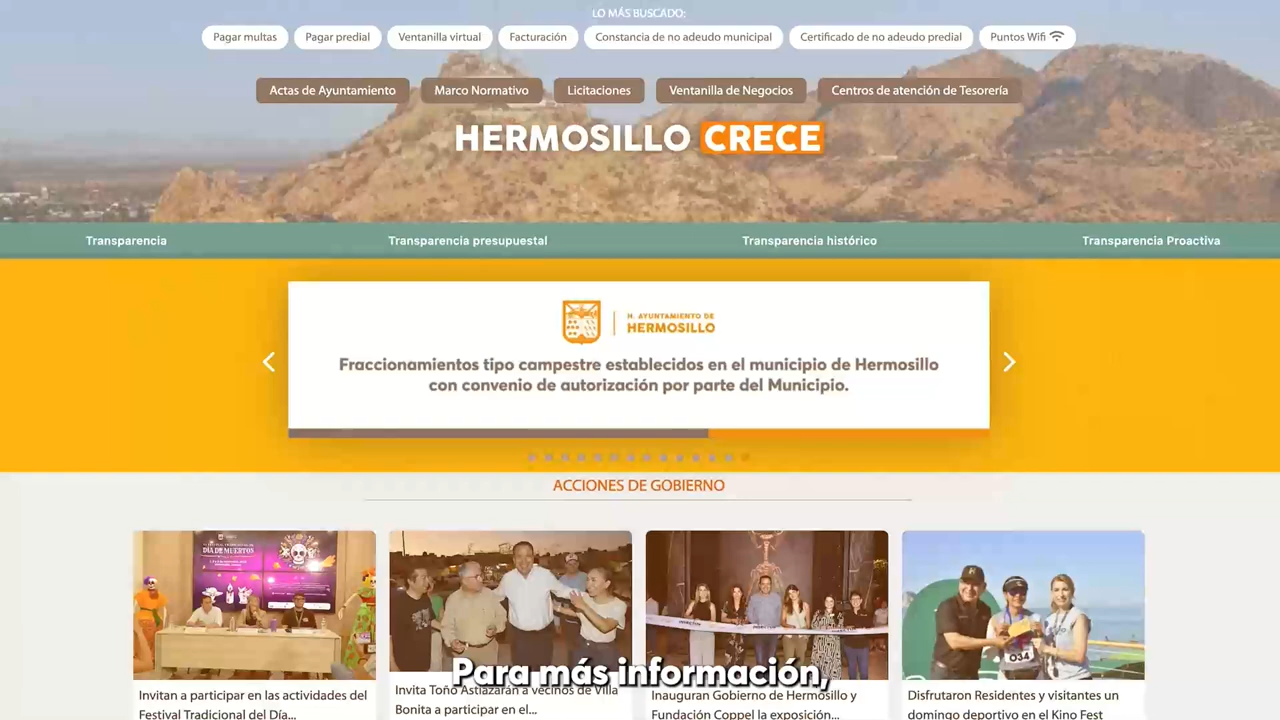 LO MÁS BUSCADO:
Pagar multas
Pagar predial
Ventanilla virtual
Facturación
Constancia de no adeudo municipal
Certificado de no adeudo predial
Puntos Wifi
Actas de Ayuntamiento
Marco Normativo
Licitaciones
Ventanilla de Negocios
Centros de atención de Tesorería
HERMOSILLO CRECE
Transparencia
Transparencia presupuestal
Transparencia histórico
Transparencia Proactiva
H. AYUNTAMIENTO DE
HERMOSILLO
Fraccionamientos tipo campestre establecidos en el municipio de Hermosillo
con convenio de autorización por parte del Municipio.
ACCIONES DE GOBIERNO
DÍA DE MUERTOS
034
Invitan a participar en las actividades del
Festival Tradicional del Día...
Invita Toño Astiazarán a vecinos de Villa
Bonita a participar en el...
Inauguran Gobierno de Hermosillo y
Fundación Coppel la exposición...
Disfrutaron Residentes y visitantes un
domingo deportivo en el Kino Fest
Para más información,